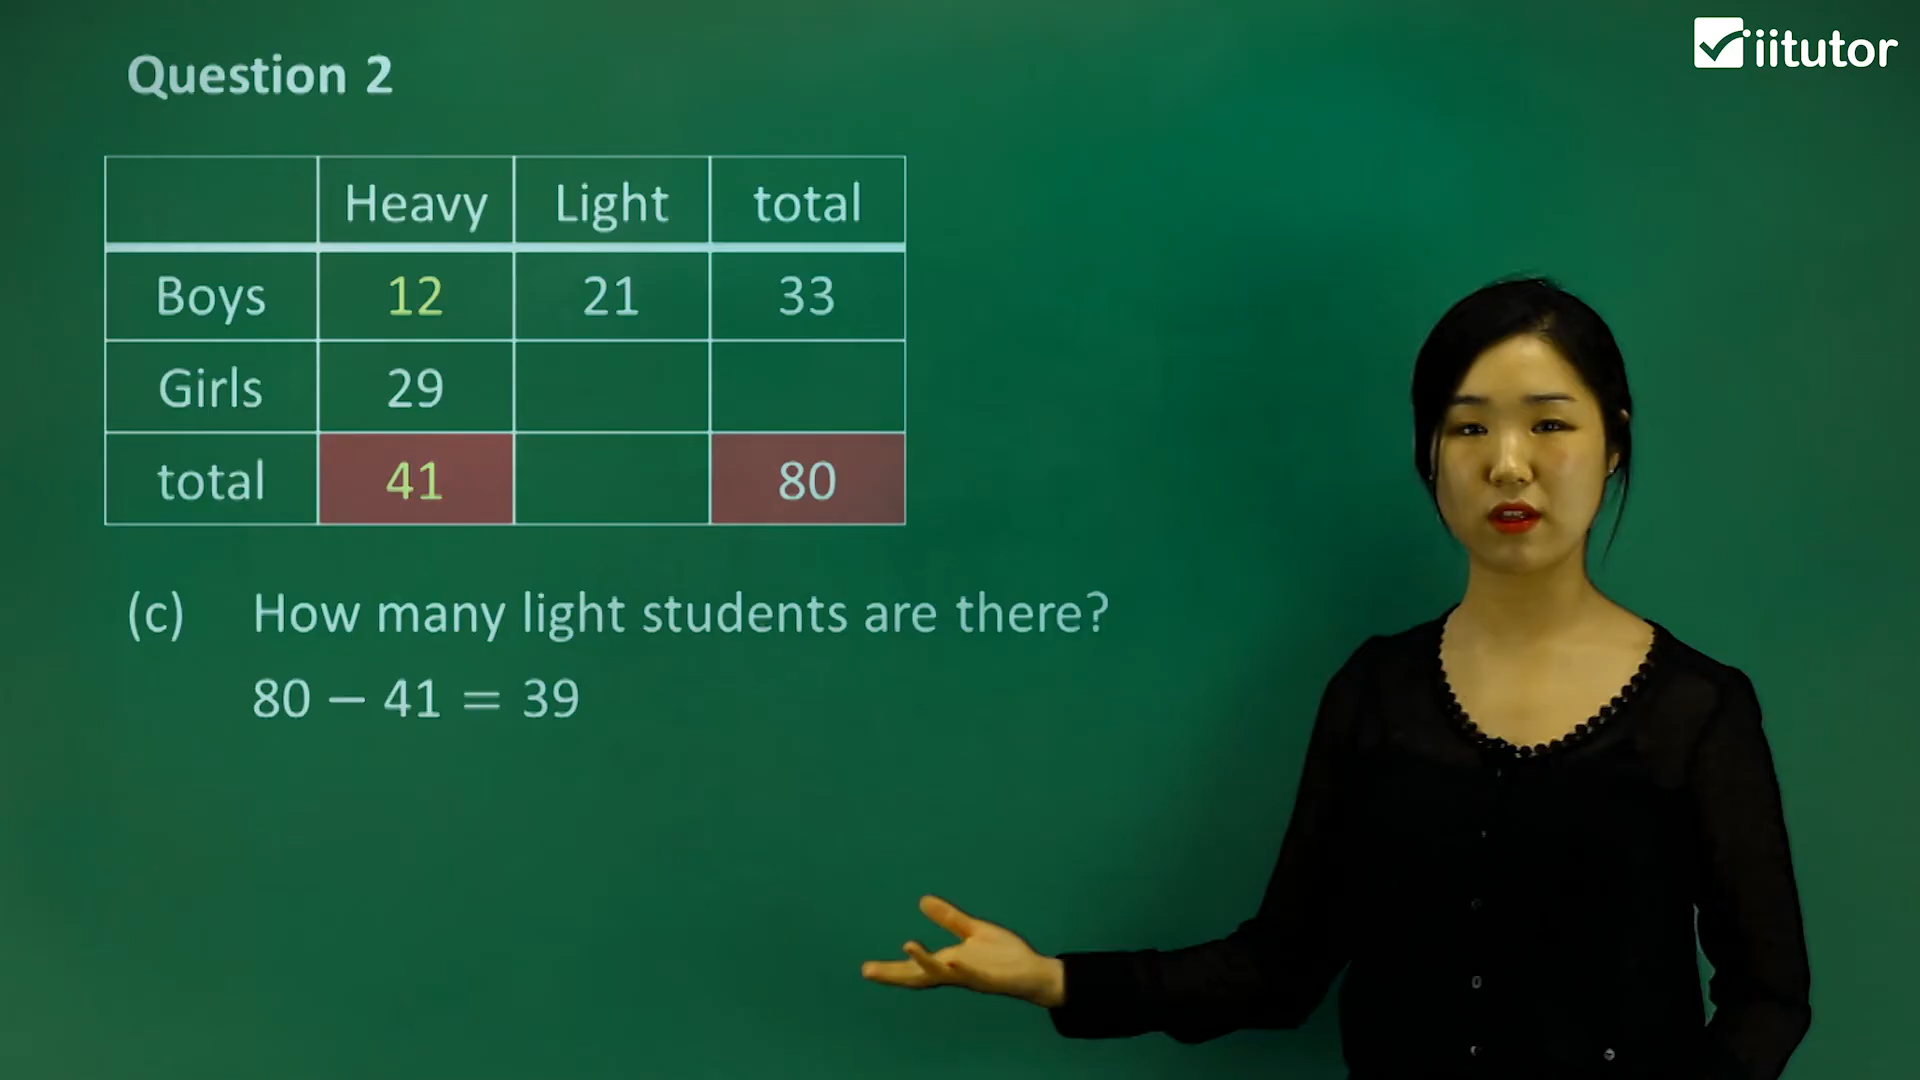 iitutor
Question 2
Heavy Light total
Boys 12 21 33
Girls 29
total 41 80
(c) How many light students are there?
80 − 41 = 39